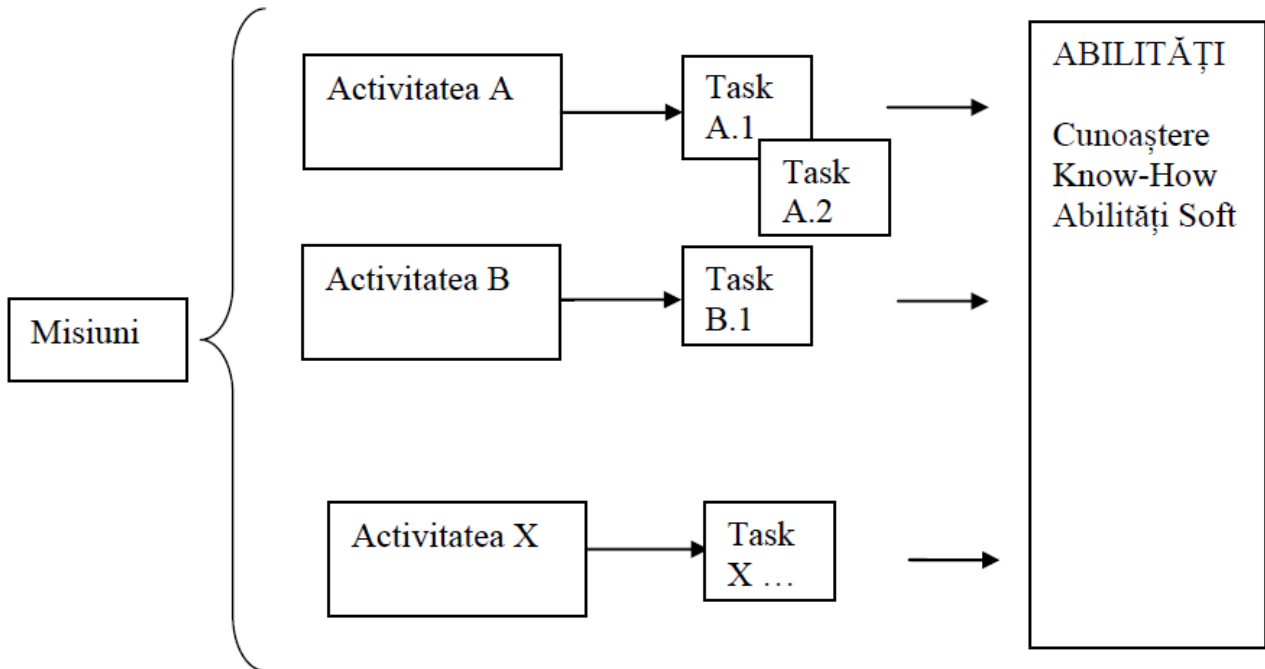 Misiuni
Activitatea A
Task
A.1
Task
A.2
Activitatea B
Task
B.1
Activitatea X
Task
X …
ABILITĂȚI
Cunoaștere
Know-How
Abilități Soft